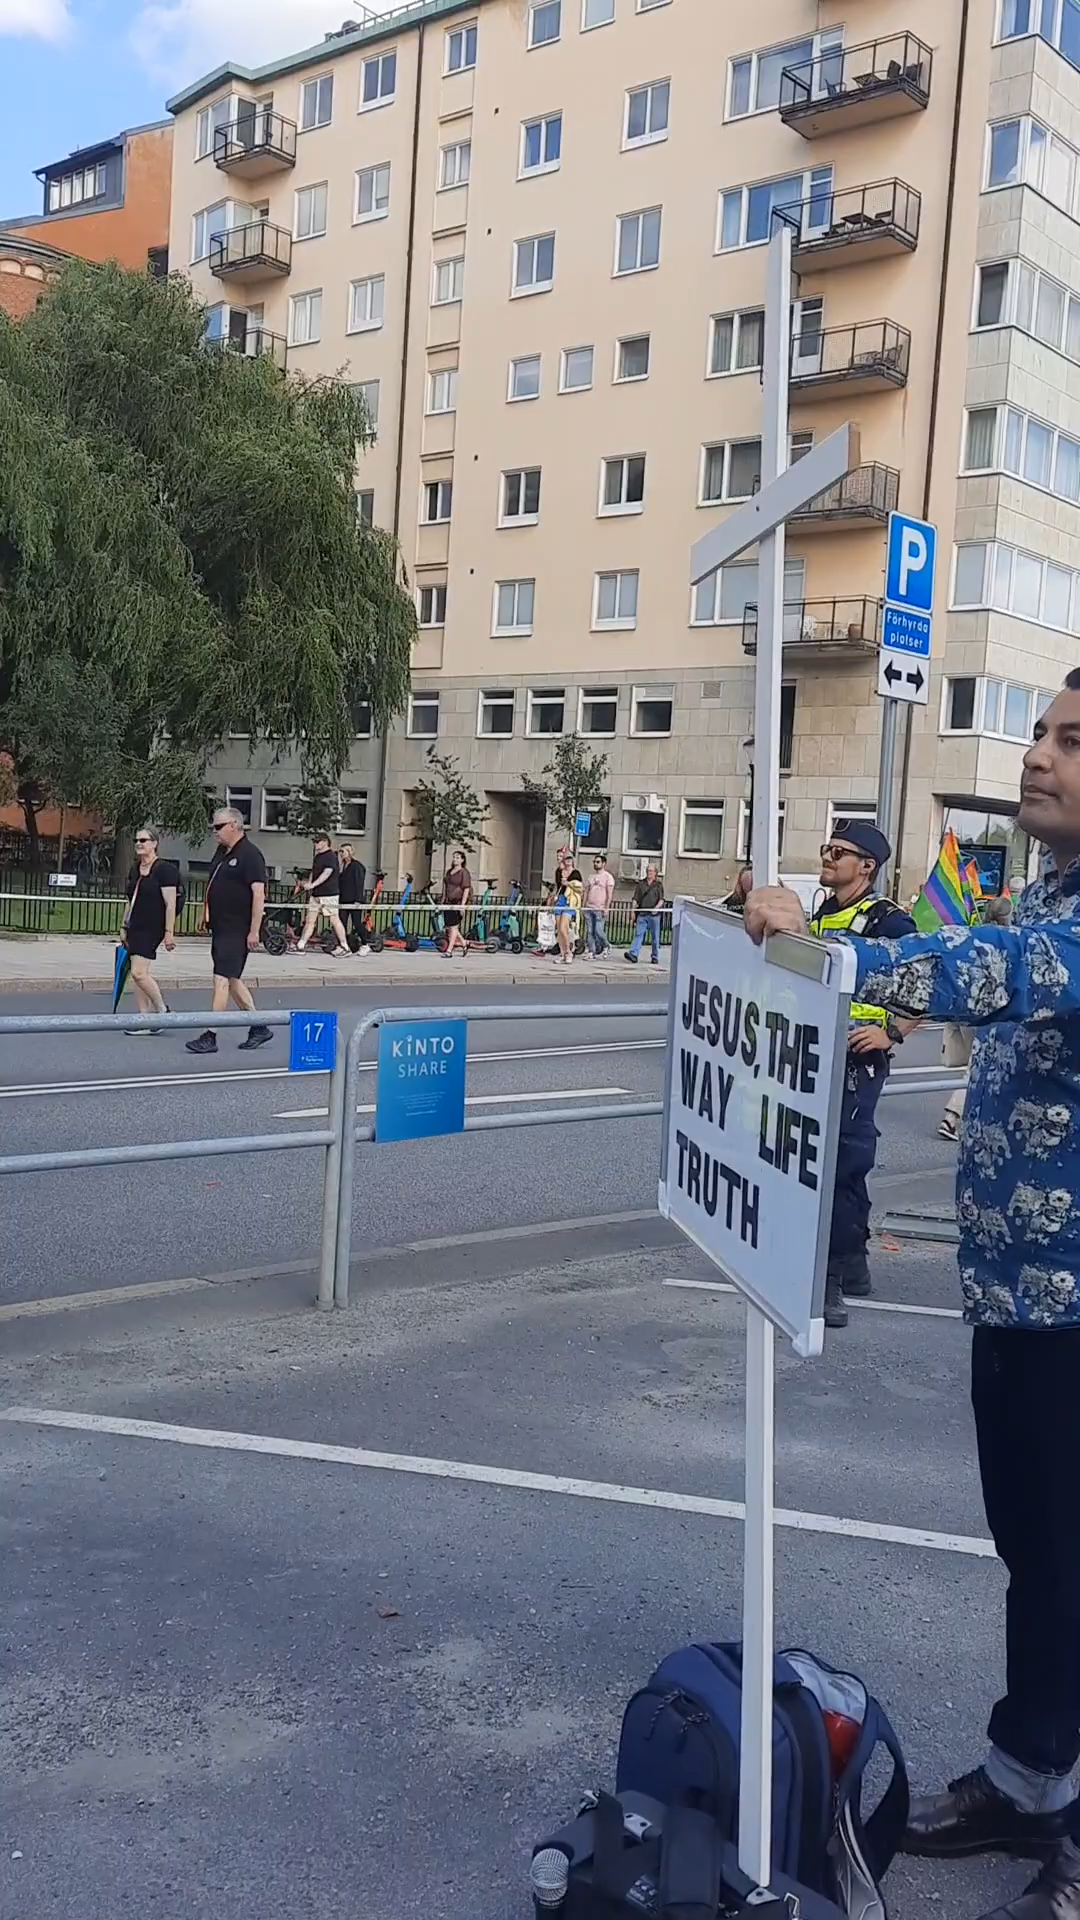 P
Förhyrda
platser
JESUS, THE
WAY LIFE
TRUTH
17
KINTO
SHARE